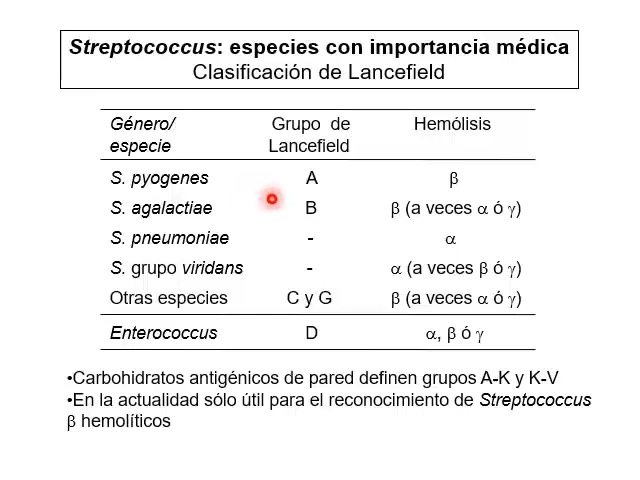 Streptococcus: especies con importancia médica
Clasificación de Lancefield
Género/ especie Grupo de Lancefield Hemólisis
S. pyogenes A β
S. agalactiae B β (a veces α ó γ)
S. pneumoniae - α
S. grupo viridans - α (a veces β ó γ)
Otras especies C y G β (a veces α ó γ)
Enterococcus D α, β ó γ
•Carbohidratos antigénicos de pared definen grupos A-K y K-V
•En la actualidad sólo útil para el reconocimiento de Streptococcus
β hemolíticos